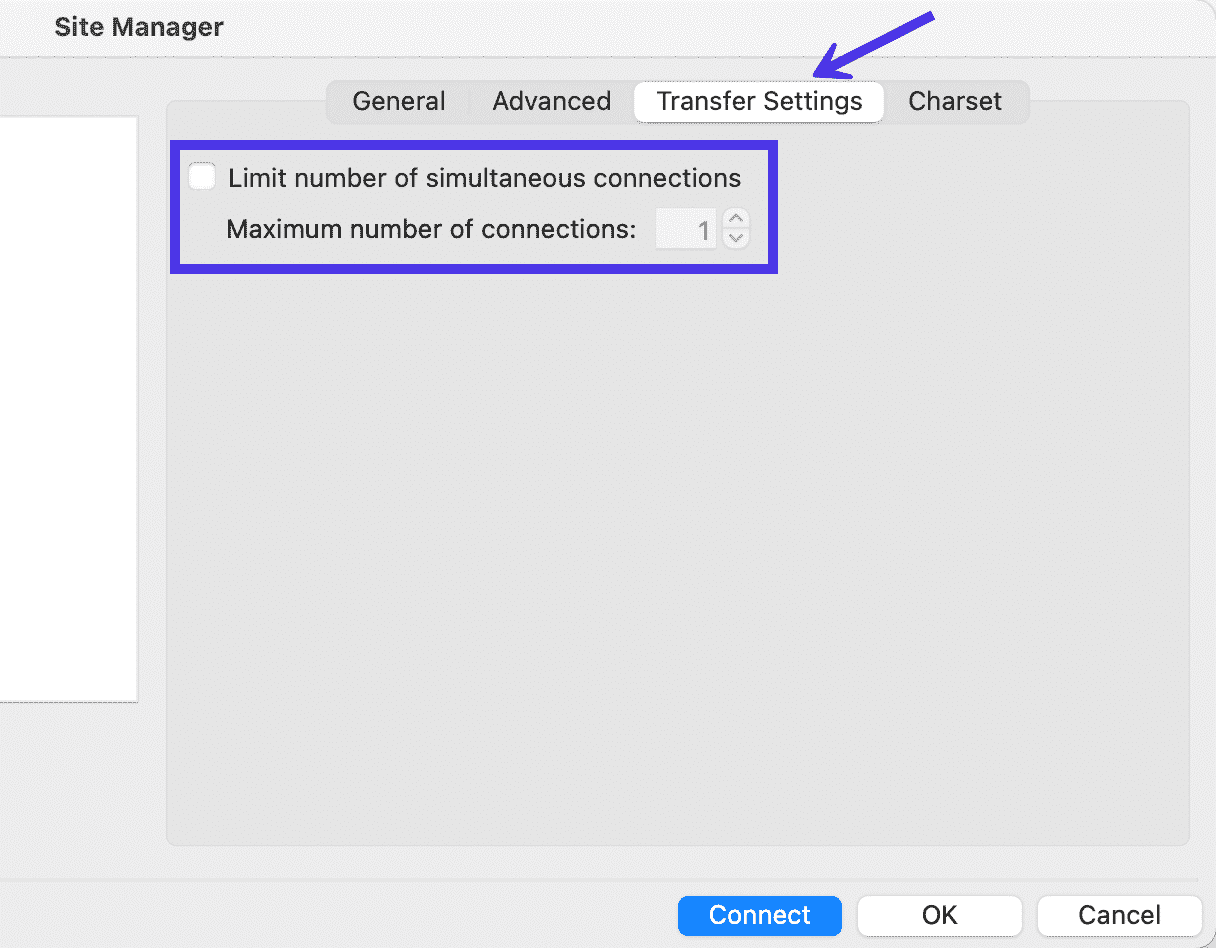 Site Manager
General Advanced Transfer Settings Charset
Limit number of simultaneous connections
Maximum number of connections: 1
Connect OK Cancel